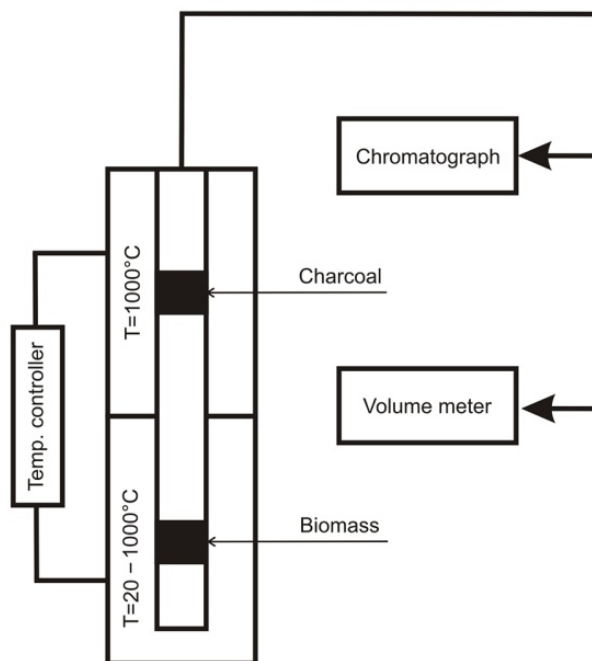 Chromatograph
T=1000°C
Charcoal
Temp. controller
Volume meter
T=20 – 1000°C
Biomass